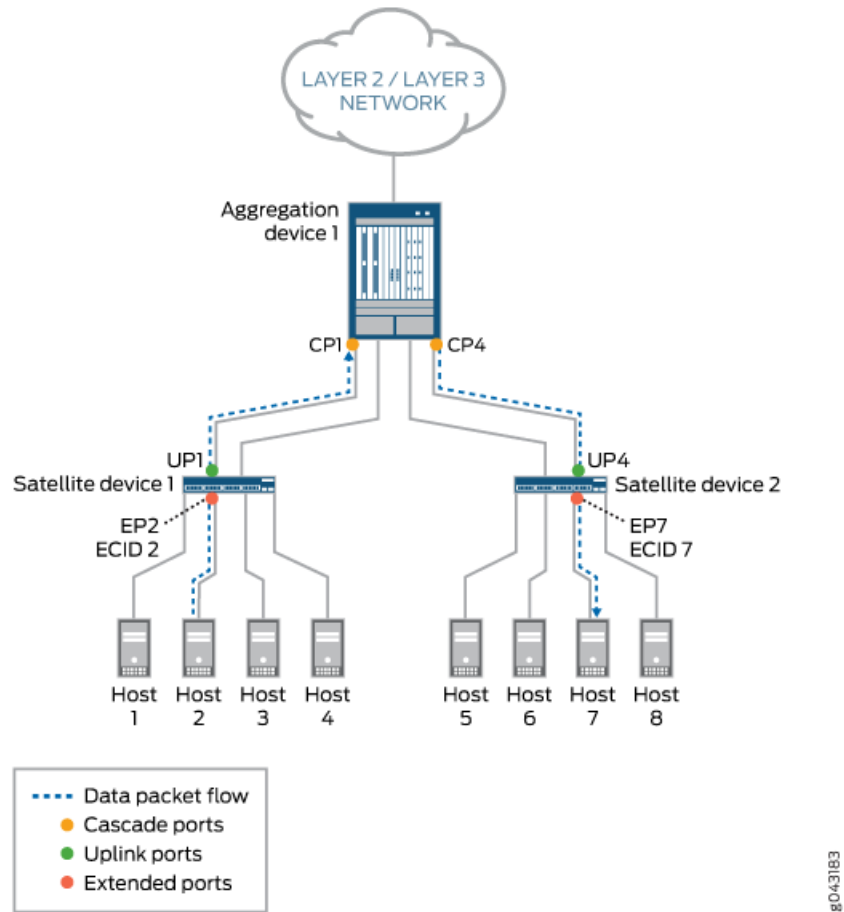 LAYER 2 / LAYER 3
NETWORK
Aggregation
device 1
CP1
CP4
UP1
UP4
Satellite device 1
Satellite device 2
EP2
ECID 2
EP7
ECID 7
Host
1
Host
2
Host
3
Host
4
Host
5
Host
6
Host
7
Host
8
Data packet flow
Cascade ports
Uplink ports
Extended ports
g043183